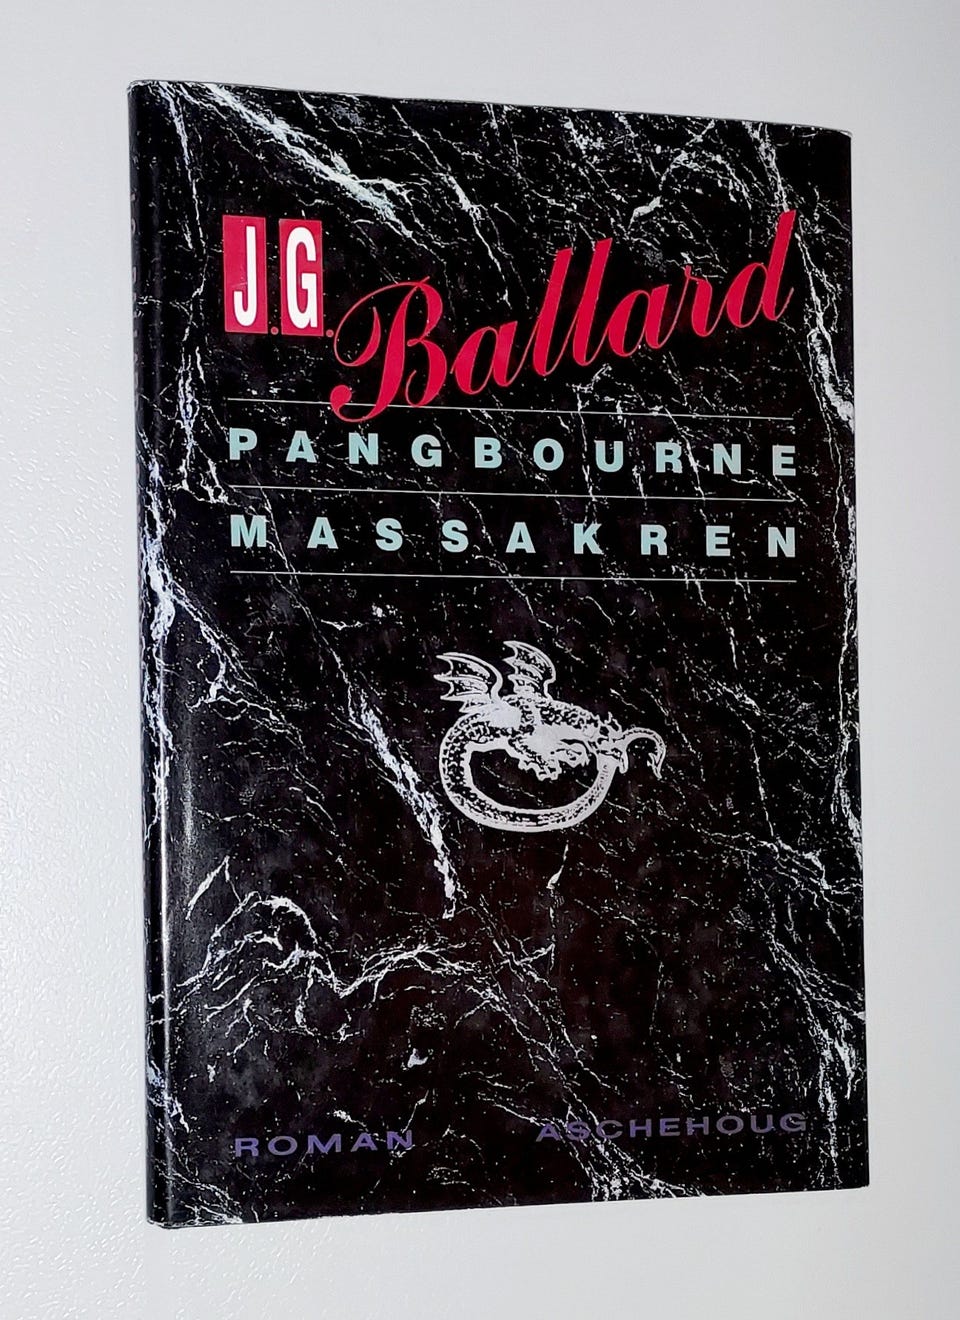 J.G. Ballard
PANGBOURNE
MASSAKREN
ROMAN ASCHEHOUG